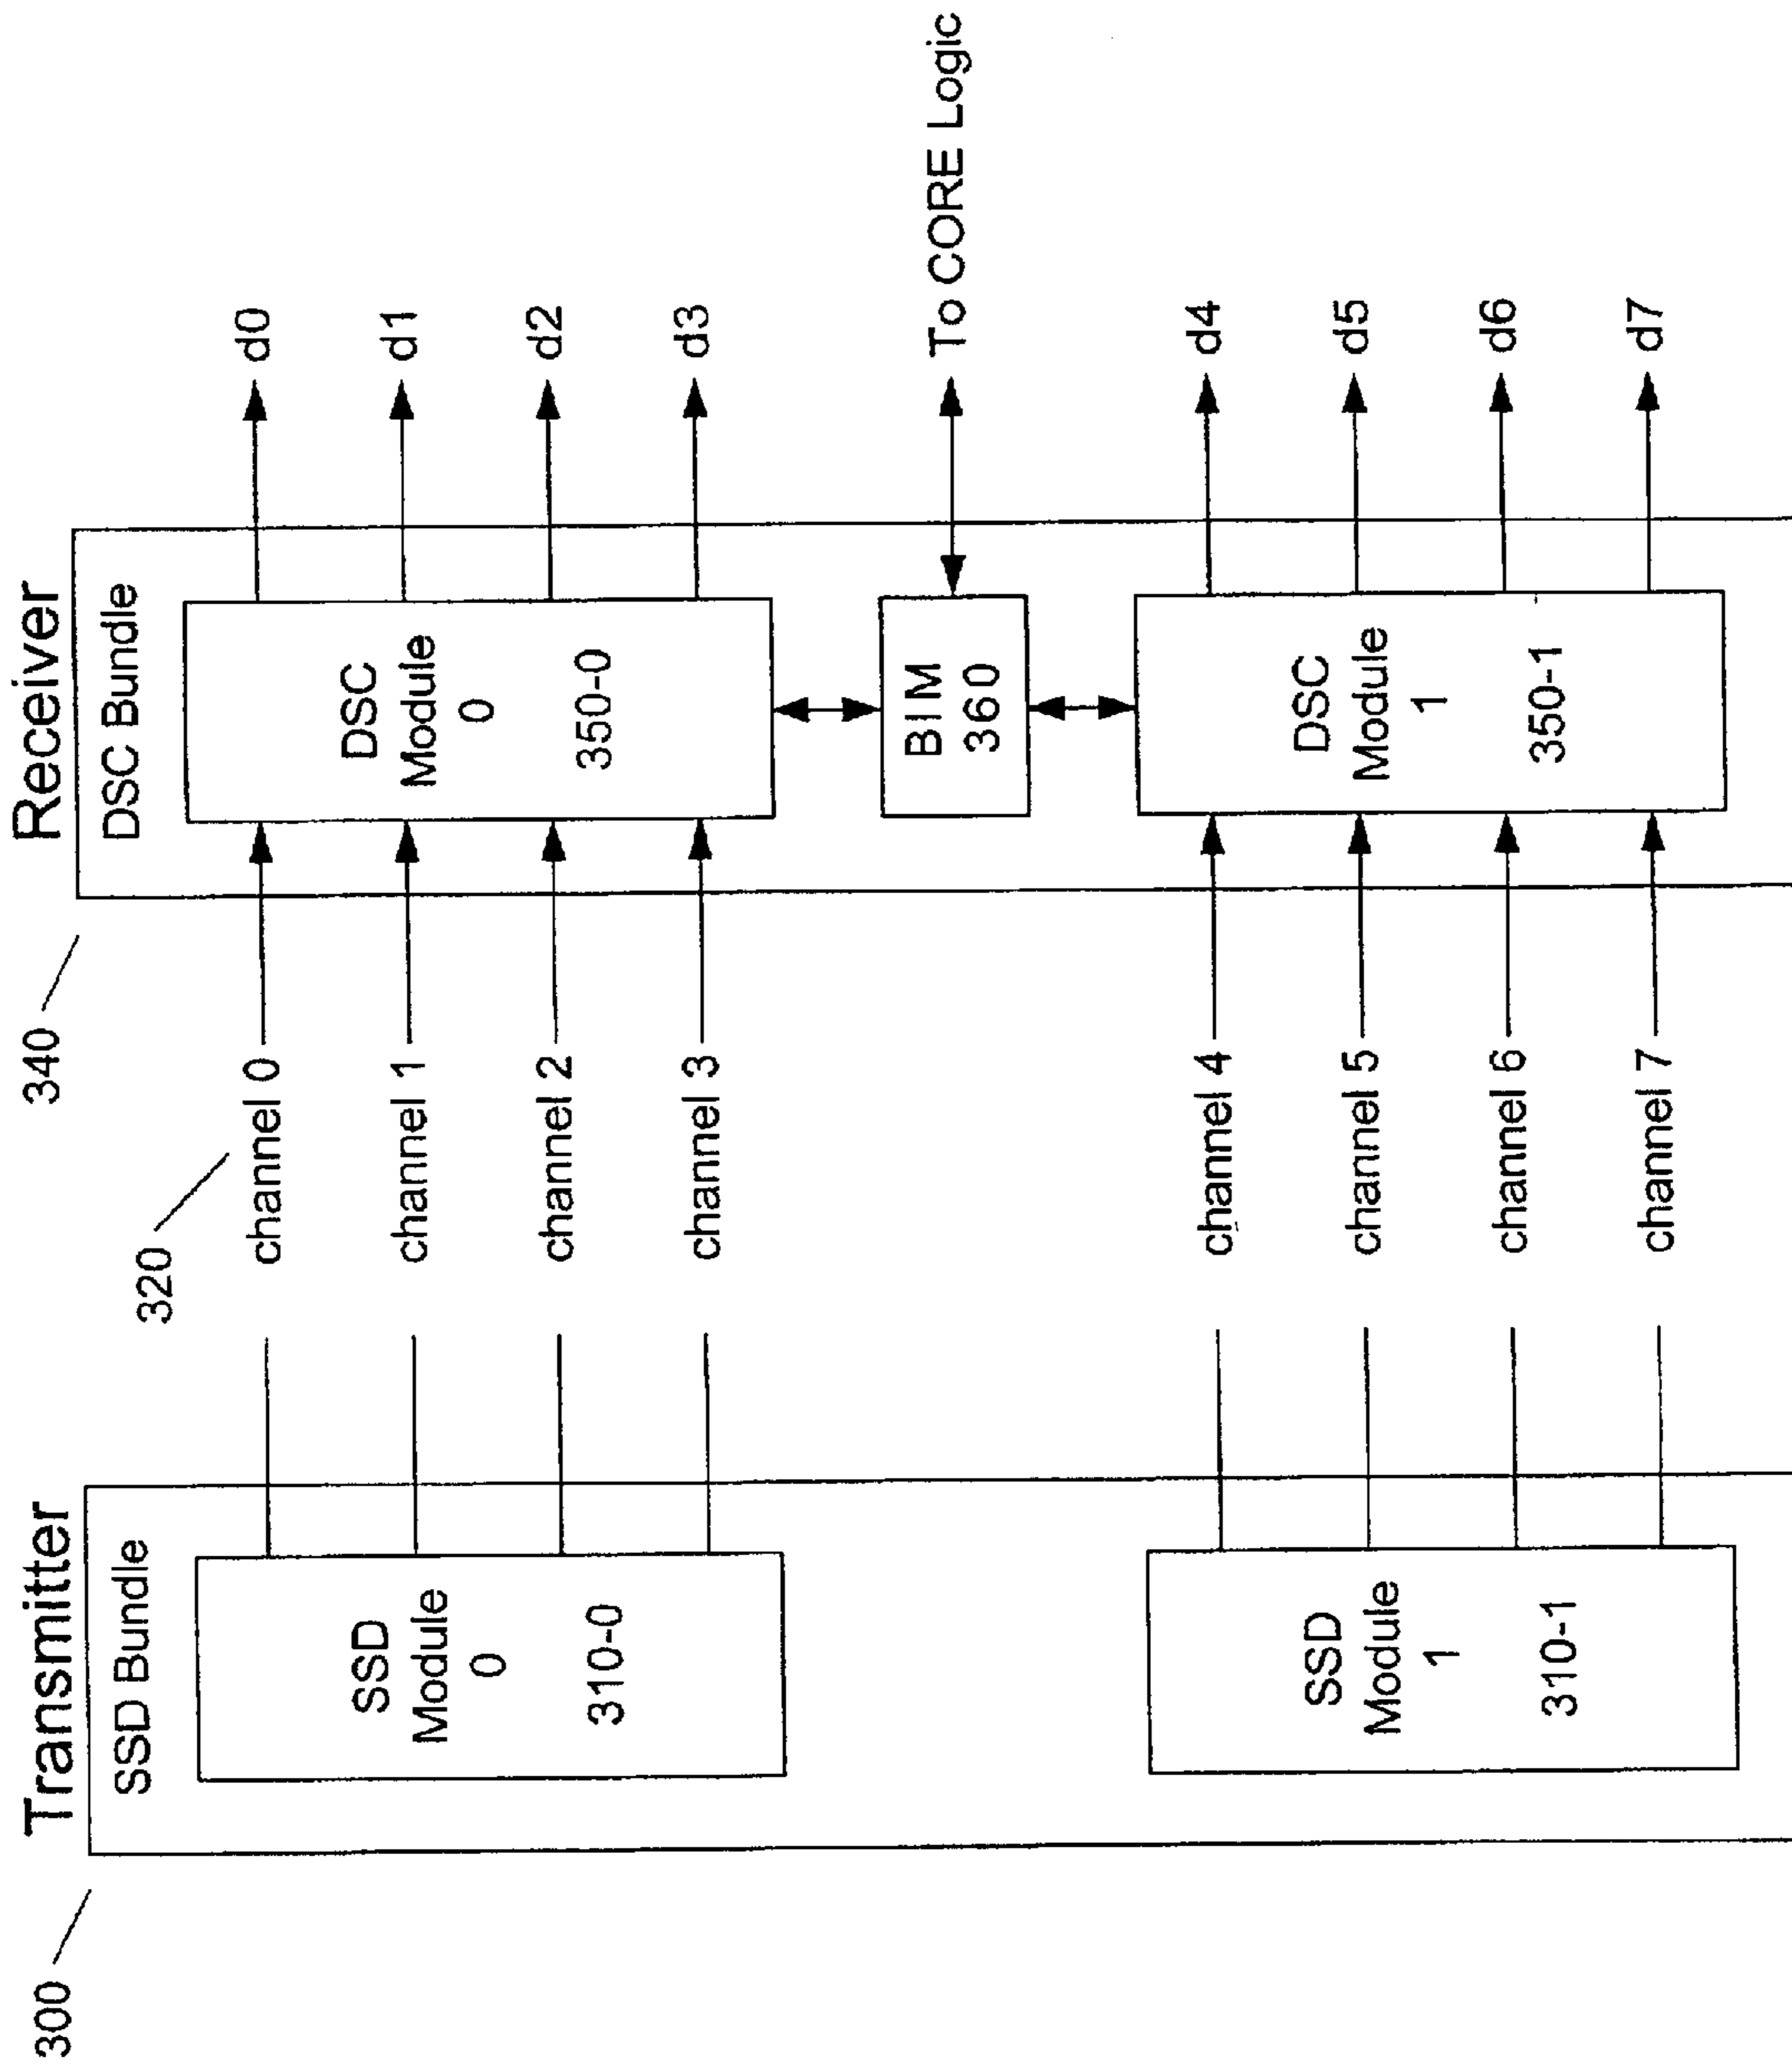 Transmitter
Receiver
300
SSD Bundle
320
340
DSC Bundle
SSD
Module
0
310-0
channel 0
channel 1
channel 2
channel 3
DSC
Module
0
350-0
d0
d1
d2
d3
BIM
360
To CORE Logic
SSD
Module
1
310-1
channel 4
channel 5
channel 6
channel 7
DSC
Module
1
350-1
d4
d5
d6
d7